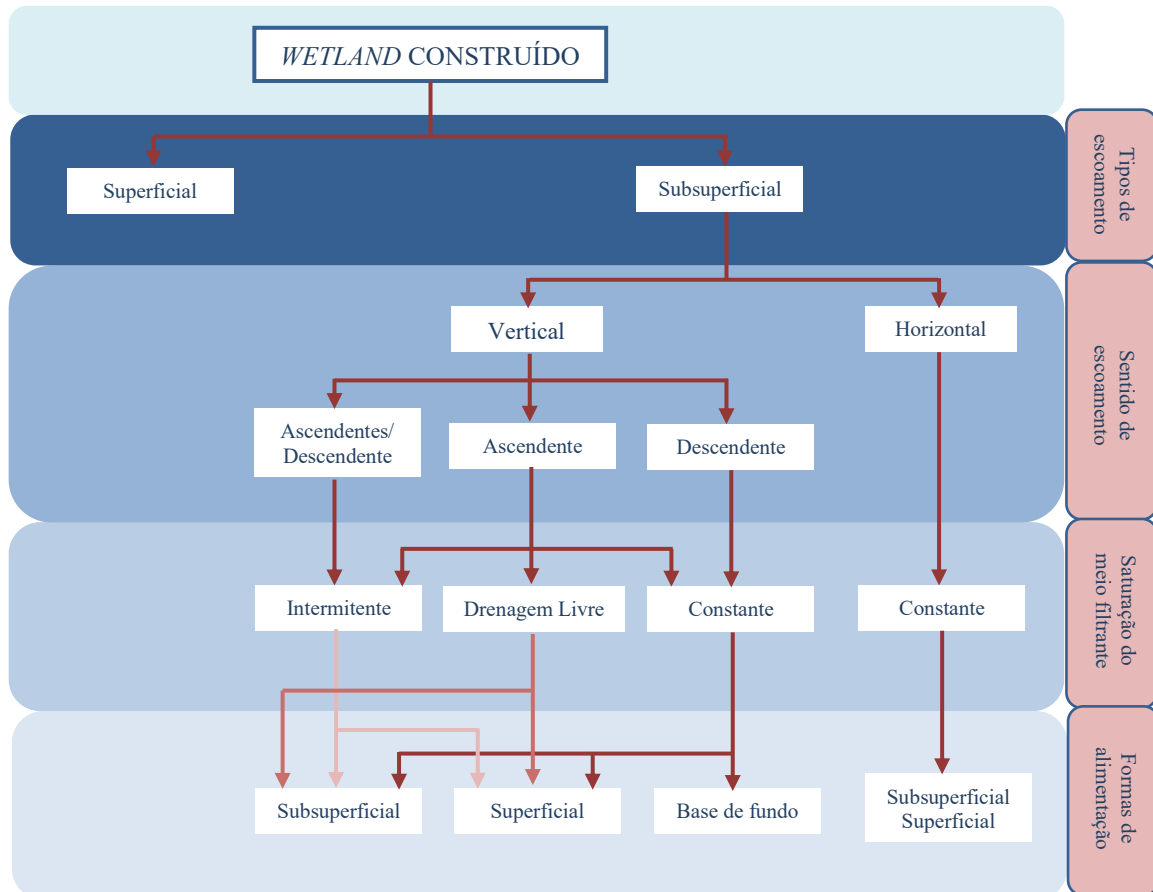 WETLAND CONSTRUÍDO
Tipos de
escoamento
Superficial
Subsuperficial
Sentido de
escoamento
Vertical
Horizontal
Ascendentes/
Descendente
Ascendente
Descendente
Saturação do
meio filtrante
Intermitente
Drenagem Livre
Constante
Constante
Formas de
alimentação
Subsuperficial
Superficial
Base de fundo
Subsuperficial
Superficial